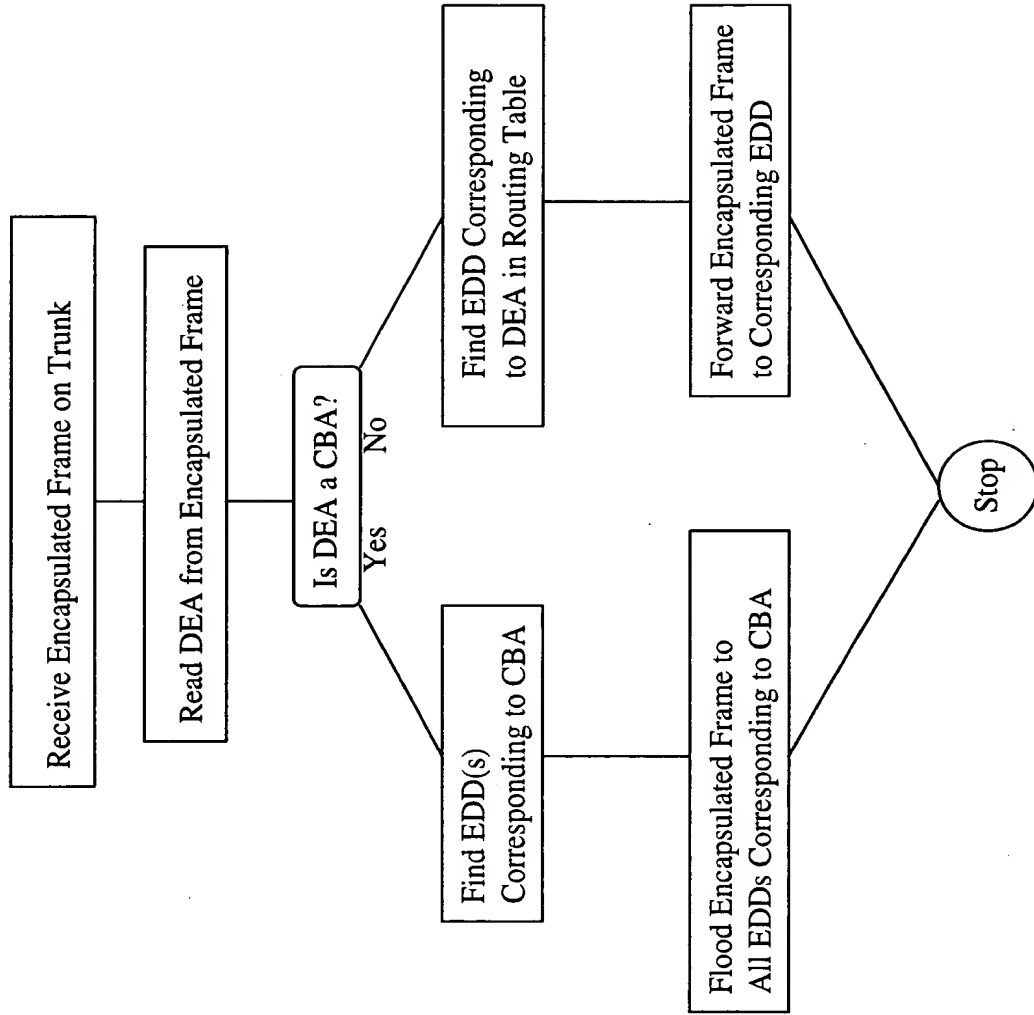 Receive Encapsulated Frame on Trunk
Read DEA from Encapsulated Frame
Is DEA a CBA?
Yes
No
Find EDD(s)
Corresponding to CBA
Find EDD Corresponding
to DEA in Routing Table
Flood Encapsulated Frame to
All EDDs Corresponding to CBA
Forward Encapsulated Frame
to Corresponding EDD
Stop